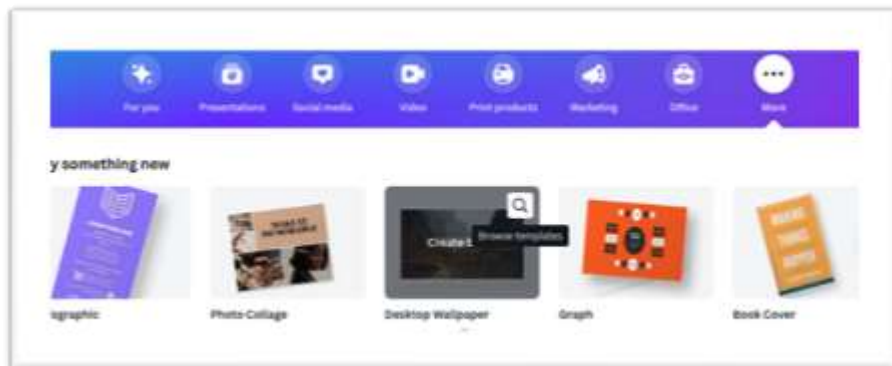 For you Presentations Social media Video Print products Marketing Office More
y something new
Create b
Browse templates
ographic Photo Collage Desktop Wallpaper Graph Book Cover